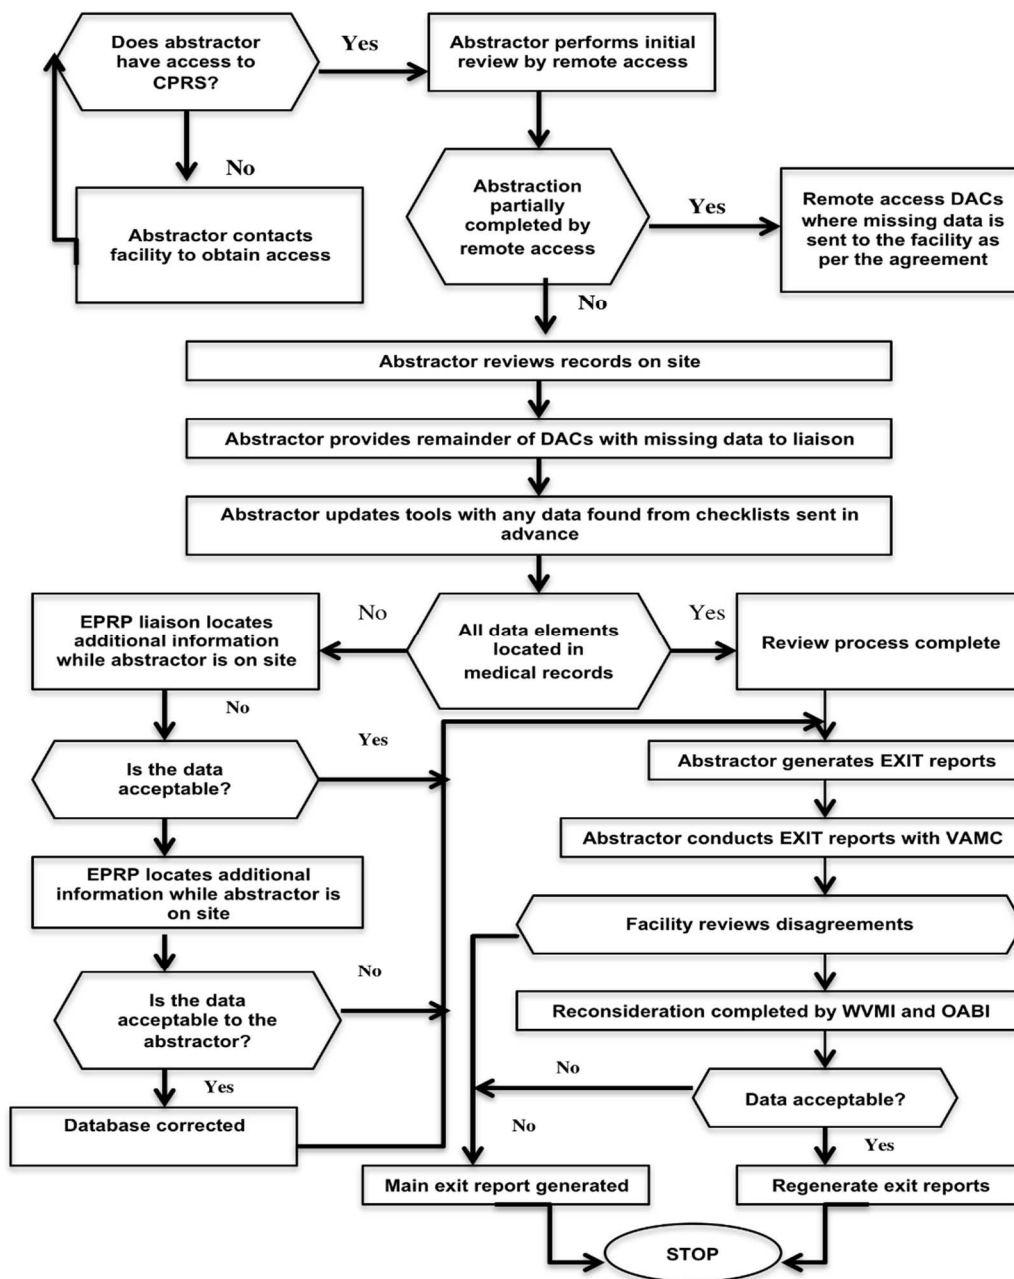 Does abstractor
have access to
CPRS?
Yes
Abstractor performs initial
review by remote access
No
Abstractor contacts
facility to obtain access
Abstraction
partially
completed by
remote access
Yes
Remote access DACs
where missing data is
sent to the facility as
per the agreement
No
Abstractor reviews records on site
Abstractor provides remainder of DACs with missing data to liaison
Abstractor updates tools with any data found from checklists sent in
advance
EPRP liaison locates
additional information
while abstractor is on site
No
All data elements
located in
medical records
Yes
Review process complete
No
Is the data
acceptable?
Yes
Abstractor generates EXIT reports
Abstractor conducts EXIT reports with VAMC
EPRP locates additional
information while abstractor is
on site
Facility reviews disagreements
No
Is the data
acceptable to the
abstractor?
Reconsideration completed by WVMI and OABI
Yes
No
Data acceptable?
Database corrected
No
Yes
Main exit report generated
Regenerate exit reports
STOP